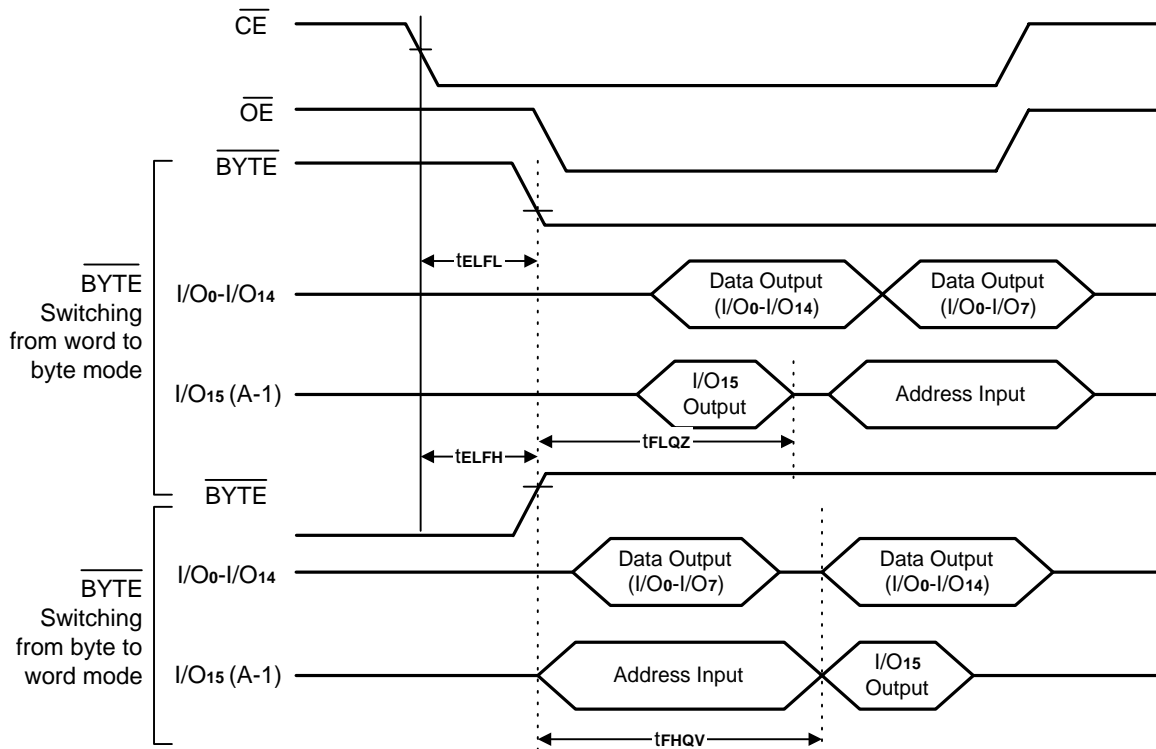 CE
OE
BYTE
BYTE
Switching
from word to
byte mode
tELFL
I/O0-I/O14
Data Output
(I/O0-I/O14)
Data Output
(I/O0-I/O7)
I/O15 (A-1)
I/O15
Output
Address Input
tELFH
tFLQZ
BYTE
BYTE
Switching
from byte to
word mode
I/O0-I/O14
Data Output
(I/O0-I/O7)
Data Output
(I/O0-I/O14)
I/O15 (A-1)
Address Input
I/O15
Output
tFHQV